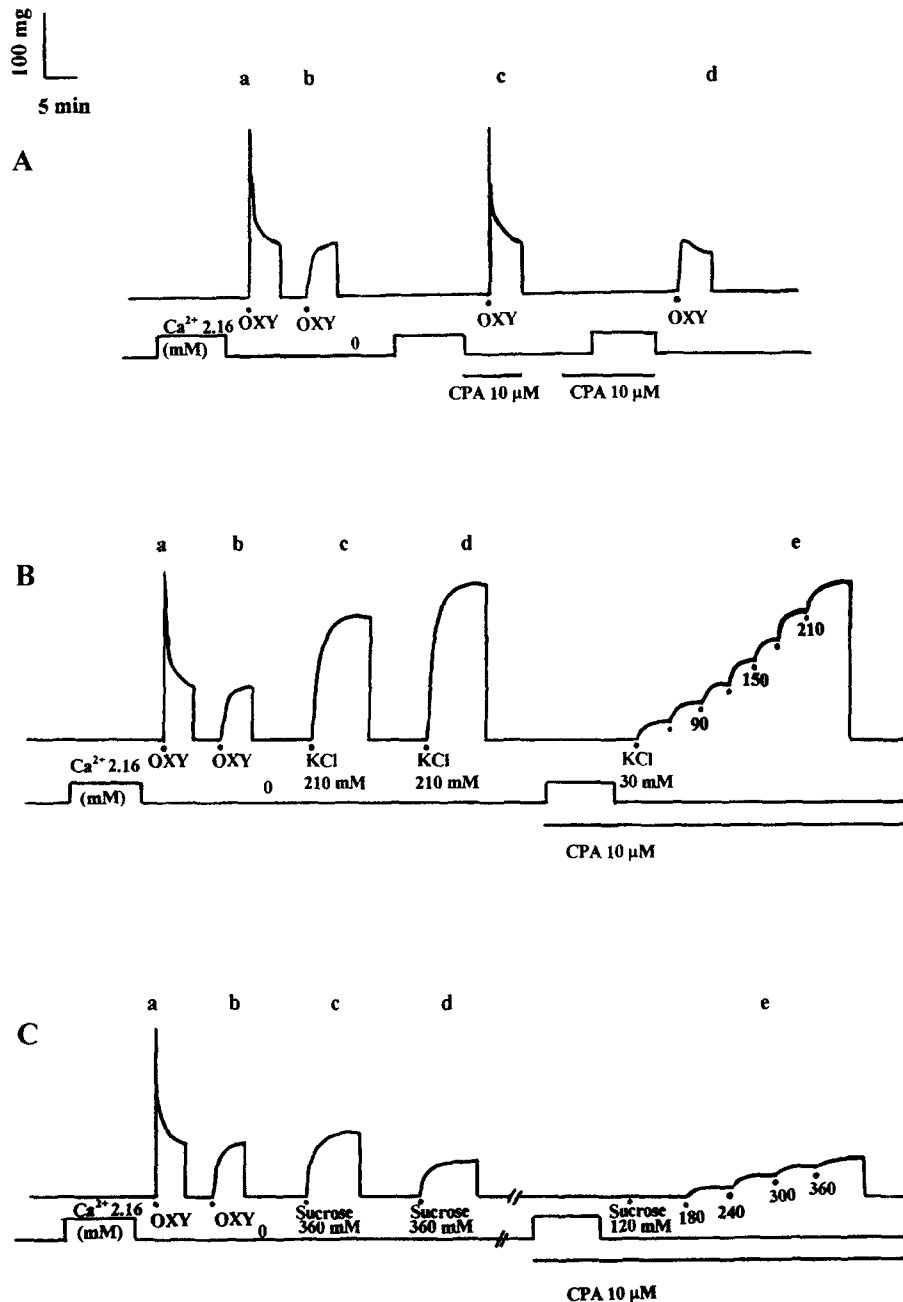 100 mg
5 min
a b c d
A
OXY OXY OXY OXY
Ca²⁺ 2.16
(mM)
0
CPA 10 µM CPA 10 µM
a b c d e
B
210
150
90
OXY OXY KCl KCl KCl
210 mM 210 mM 30 mM
Ca²⁺ 2.16
(mM)
0
CPA 10 µM
a b c d e
C
OXY OXY Sucrose Sucrose Sucrose 180 240 300 360
360 mM 360 mM 120 mM
Ca²⁺ 2.16
(mM)
0
CPA 10 µM